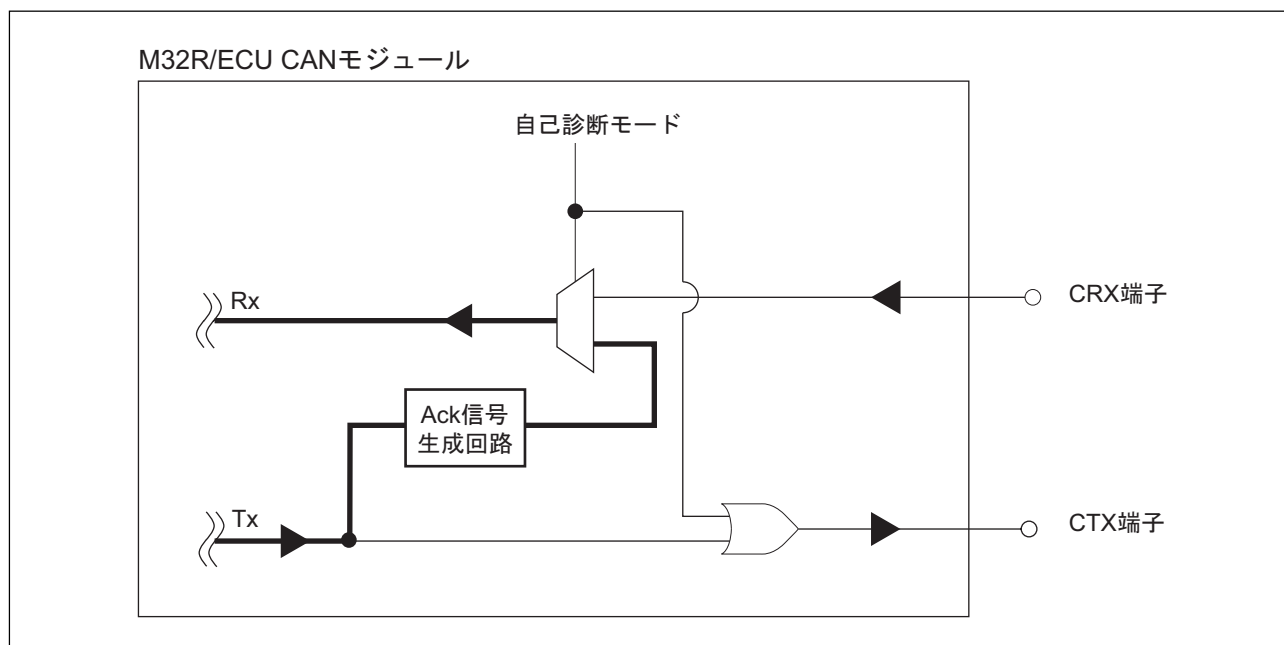 M32R/ECU CANモジュール
自己診断モード
Rx
CRX端子
Ack信号
生成回路
Tx
CTX端子